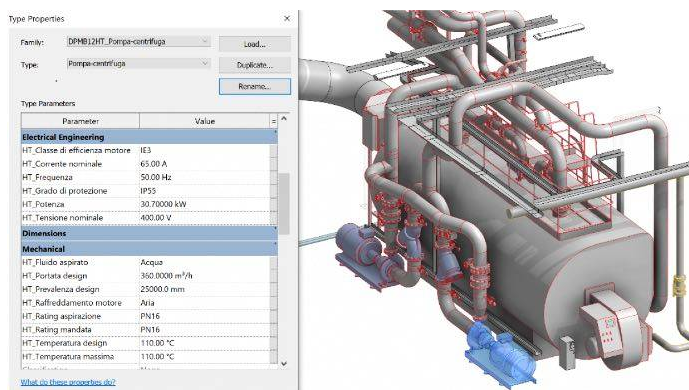 Type Properties
Family: DPMB12HT_Pompa-centrifuga Load...
Type: Pompa-centrifuga Duplicate...
Rename...
Type Parameters
Parameter Value =
Electrical Engineering
HT_Classe di efficienza motore IE3
HT_Corrente nominale 65.00 A
HT_Frequenza 50.00 Hz
HT_Grado di protezione IP55
HT_Potenza 30.70000 kW
HT_Tensione nominale 400.00 V
Dimensions
Mechanical
HT_Fluido aspirato Acqua
HT_Portata design 360.0000 m³/h
HT_Prevalenza design 25000.0 mm
HT_Raffreddamento motore Aria
HT_Rating aspirazione PN16
HT_Rating mandata PN16
HT_Temperatura design 110.00 °C
HT_Temperatura massima 110.00 °C
What do these properties do?